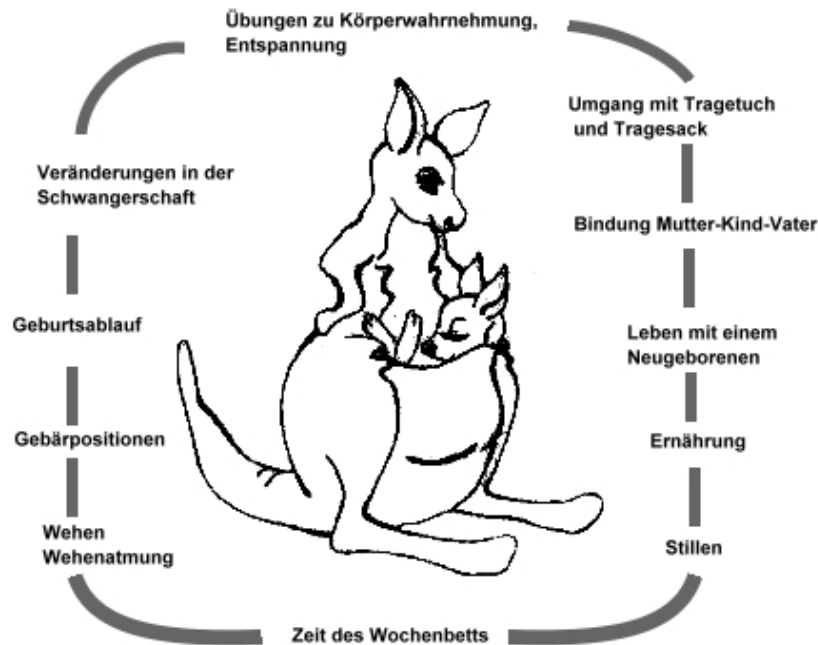 Übungen zu Körperwahrnehmung,
Entspannung
Umgang mit Tragetuch
und Tragesack
Veränderungen in der
Schwangerschaft
Bindung Mutter-Kind-Vater
Geburtsablauf
Leben mit einem
Neugeborenen
Gebärpositionen
Ernährung
Wehen
Wehenatmung
Stillen
Zeit des Wochenbetts